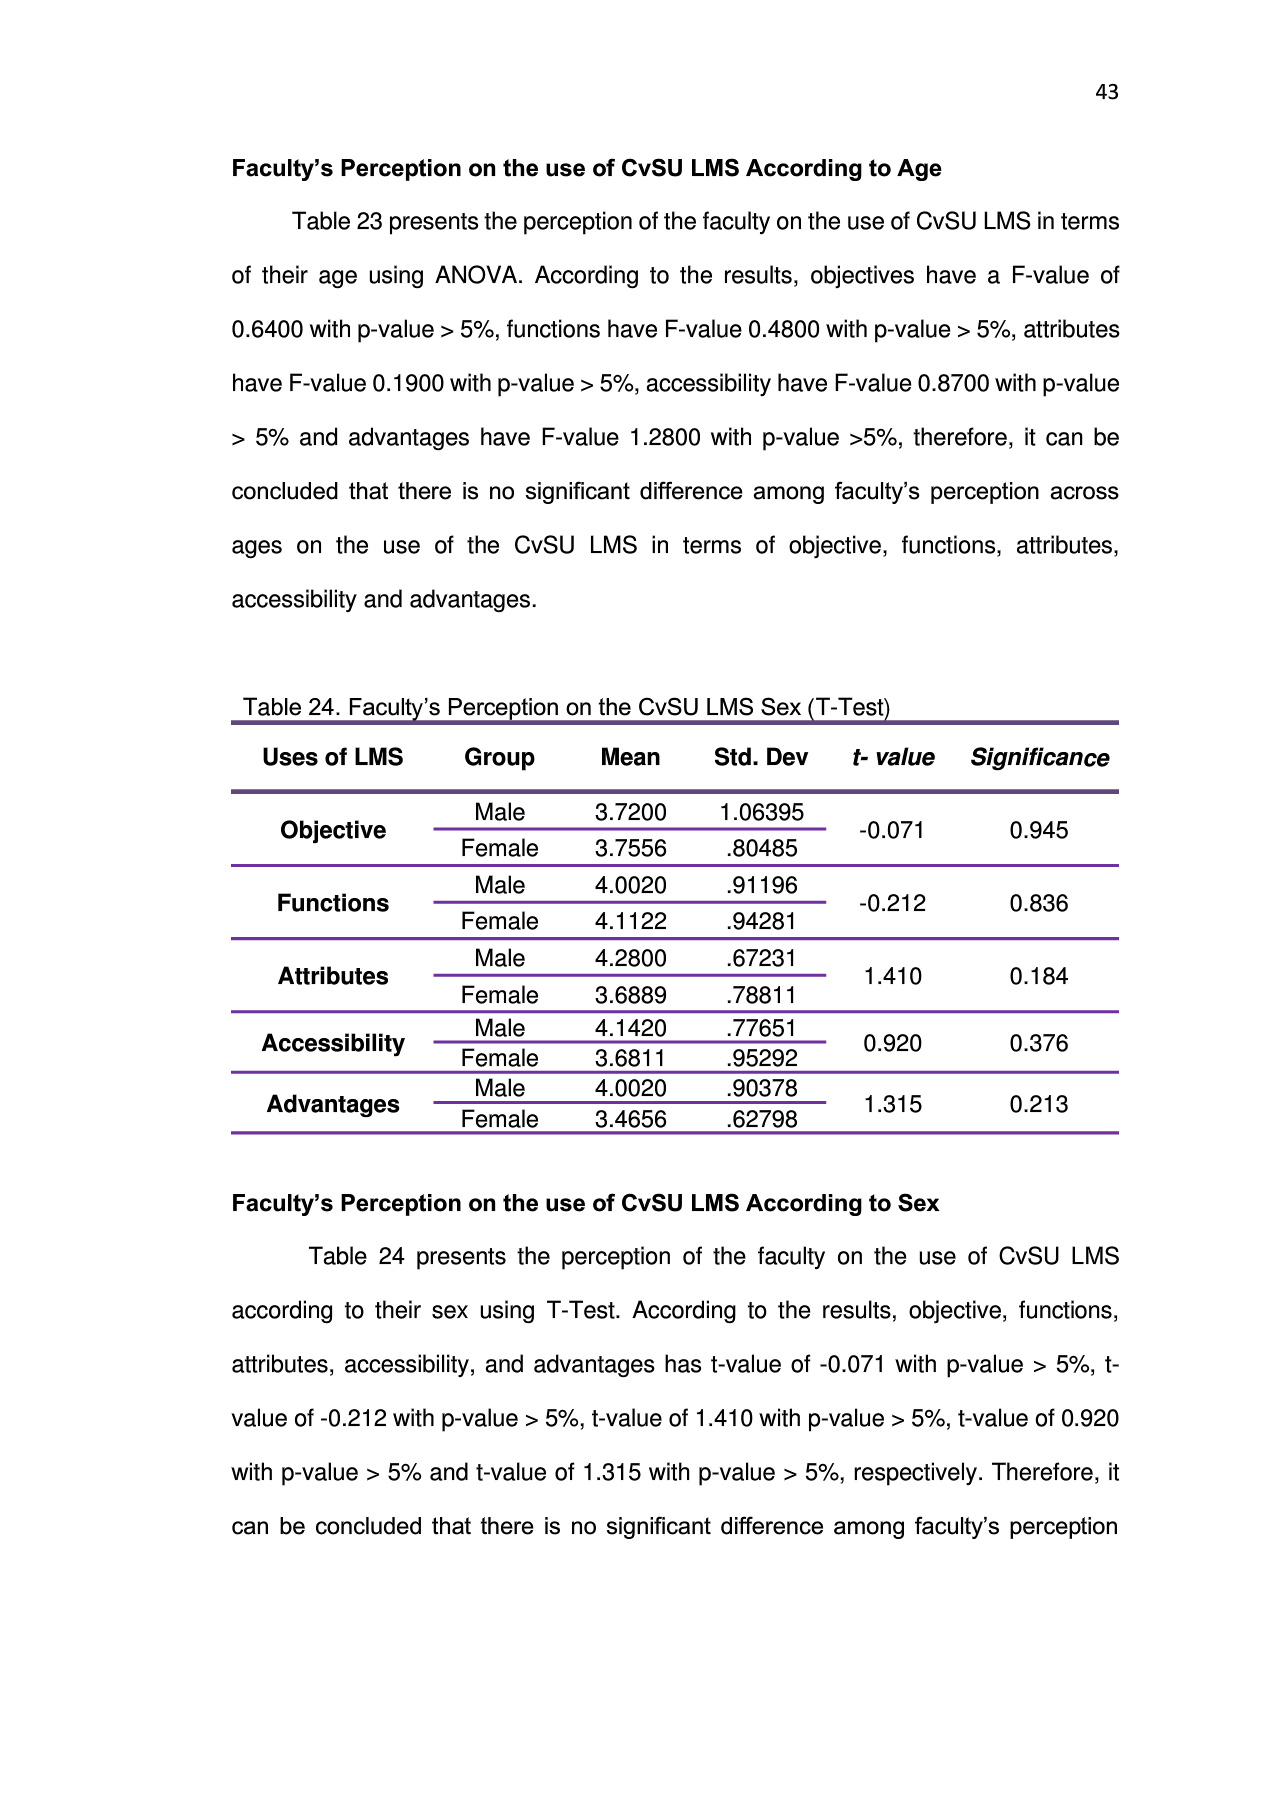 43
Faculty’s Perception on the use of CvSU LMS According to Age
Table 23 presents the perception of the faculty on the use of CvSU LMS in terms
of their age using ANOVA. According to the results, objectives have a F-value of
0.6400 with p-value > 5%, functions have F-value 0.4800 with p-value > 5%, attributes
have F-value 0.1900 with p-value > 5%, accessibility have F-value 0.8700 with p-value
> 5% and advantages have F-value 1.2800 with p-value >5%, therefore, it can be
concluded that there is no significant difference among faculty’s perception across
ages on the use of the CvSU LMS in terms of objective, functions, attributes,
accessibility and advantages.
Table 24. Faculty’s Perception on the CvSU LMS Sex (T-Test)
Uses of LMS Group Mean Std. Dev t- value Significance
Male 3.7200 1.06395
Objective -0.071 0.945
Female 3.7556 .80485
Male 4.0020 .91196
Functions -0.212 0.836
Female 4.1122 .94281
Male 4.2800 .67231
Attributes 1.410 0.184
Female 3.6889 .78811
Male 4.1420 .77651
Accessibility 0.920 0.376
Female 3.6811 .95292
Male 4.0020 .90378
Advantages 1.315 0.213
Female 3.4656 .62798
Faculty’s Perception on the use of CvSU LMS According to Sex
Table 24 presents the perception of the faculty on the use of CvSU LMS
according to their sex using T-Test. According to the results, objective, functions,
attributes, accessibility, and advantages has t-value of -0.071 with p-value > 5%, t-
value of -0.212 with p-value > 5%, t-value of 1.410 with p-value > 5%, t-value of 0.920
with p-value > 5% and t-value of 1.315 with p-value > 5%, respectively. Therefore, it
can be concluded that there is no significant difference among faculty’s perception